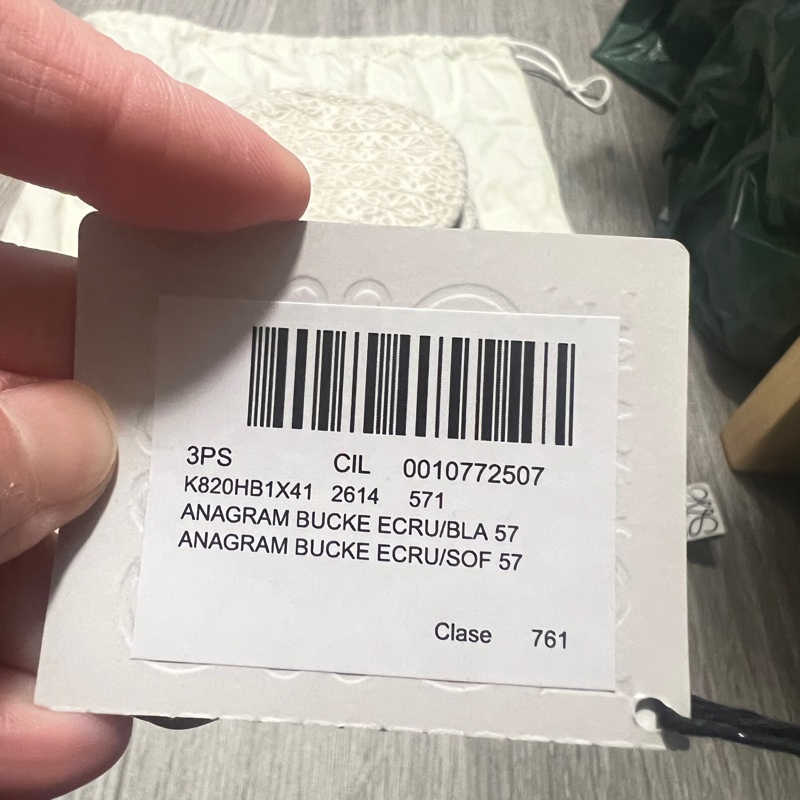 3PS CIL 0010772507
K820HB1X41 2614 571
ANAGRAM BUCKE ECRU/BLA 57
ANAGRAM BUCKE ECRU/SOF 57
Clase 761